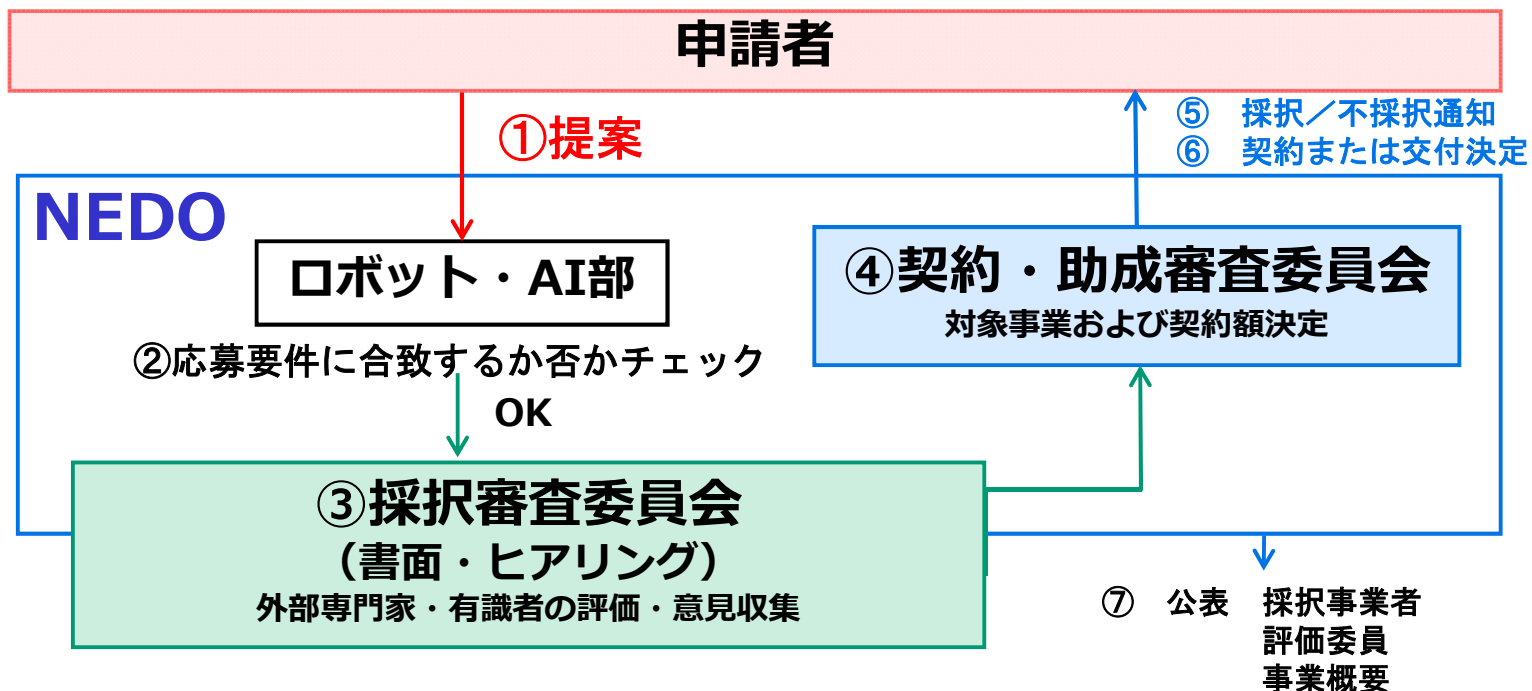 申請者
①提案
⑤　採択／不採択通知
⑥　契約または交付決定
NEDO
ロボット・AI部
④契約・助成審査委員会
対象事業および契約額決定
②応募要件に合致するか否かチェック
OK
③採択審査委員会
（書面・ヒアリング）
外部専門家・有識者の評価・意見収集
⑦　公表　採択事業者
評価委員
事業概要